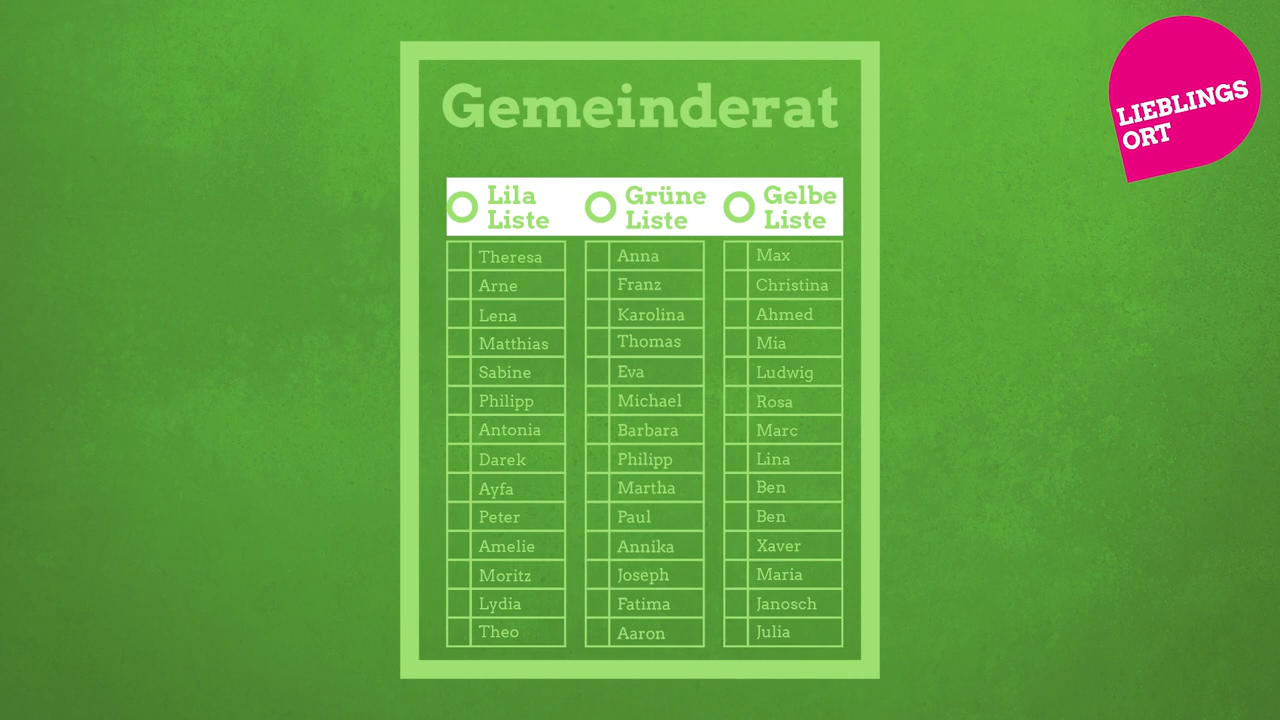 Gemeinderat
LIEBLINGS
ORT
Lila
Liste
Grüne
Liste
Gelbe
Liste
Theresa
Arne
Lena
Matthias
Sabine
Philipp
Antonia
Darek
Ayfa
Peter
Amelie
Moritz
Lydia
Theo
Anna
Franz
Karolina
Thomas
Eva
Michael
Barbara
Philipp
Martha
Paul
Annika
Joseph
Fatima
Aaron
Max
Christina
Ahmed
Mia
Ludwig
Rosa
Marc
Lina
Ben
Ben
Xaver
Maria
Janosch
Julia